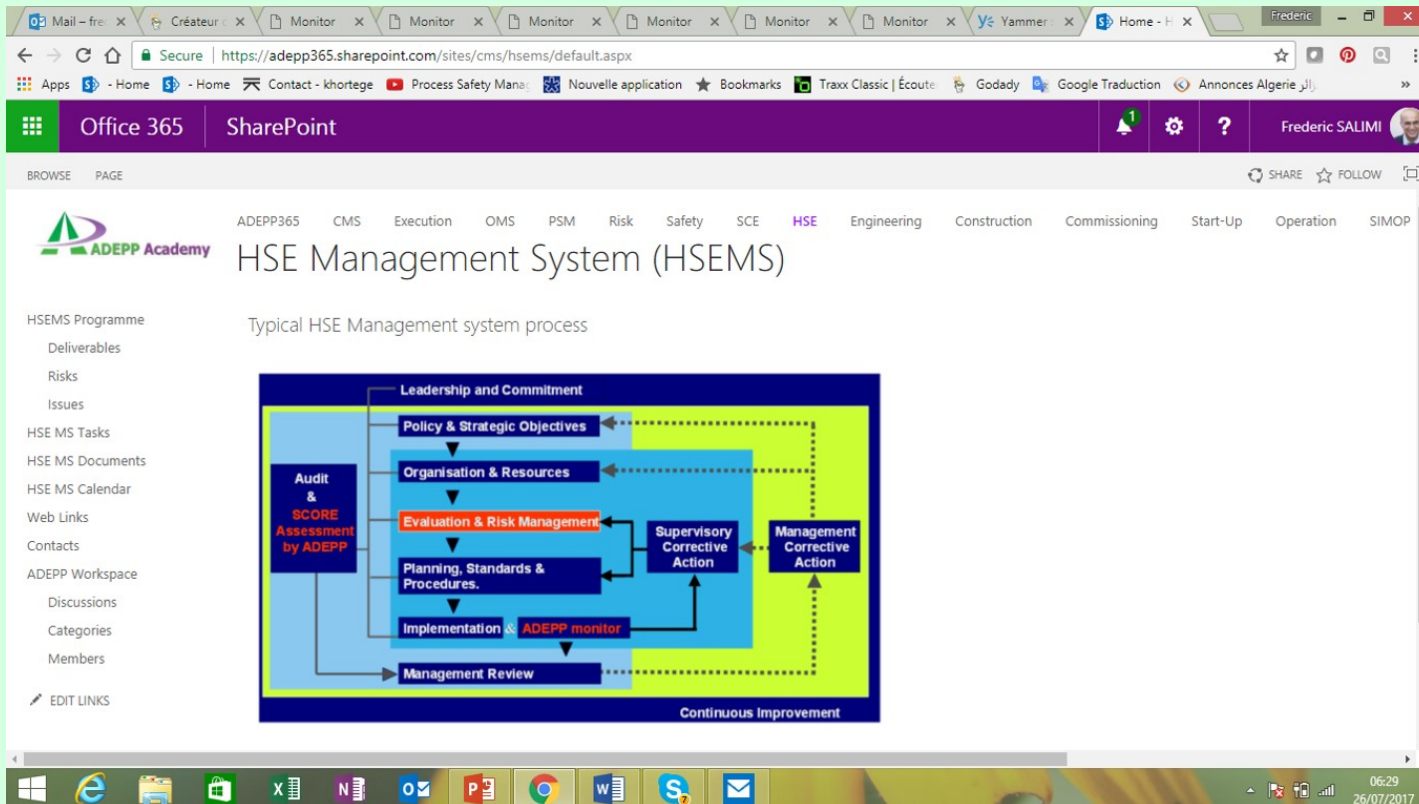 Mail – fre
Créateur
Monitor
Monitor
Monitor
Monitor
Monitor
Monitor
Yammer
Home - H
Frederic
Secure https://adepp365.sharepoint.com/sites/cms/hsems/default.aspx
Apps - Home - Home Contact - khortege Process Safety Mana Nouvelle application Bookmarks Traxx Classic | Écoute Godady Google Traduction Annonces Algerie »
Office 365 SharePoint 1 ? Frederic SALIMI
BROWSE PAGE SHARE FOLLOW
ADEPP Academy
ADEPP365 CMS Execution OMS PSM Risk Safety SCE HSE Engineering Construction Commissioning Start-Up Operation SIMOP
HSE Management System (HSEMS)
HSEMS Programme
Deliverables
Risks
Issues
HSE MS Tasks
HSE MS Documents
HSE MS Calendar
Web Links
Contacts
ADEPP Workspace
Discussions
Categories
Members
EDIT LINKS
Typical HSE Management system process
Leadership and Commitment
Policy & Strategic Objectives
Organisation & Resources
Audit
&
SCORE
Assessment
by ADEPP
Evaluation & Risk Management
Planning, Standards &
Procedures.
Implementation & ADEPP monitor
Management Review
Supervisory
Corrective
Action
Management
Corrective
Action
Continuous Improvement
06:29
26/07/2017